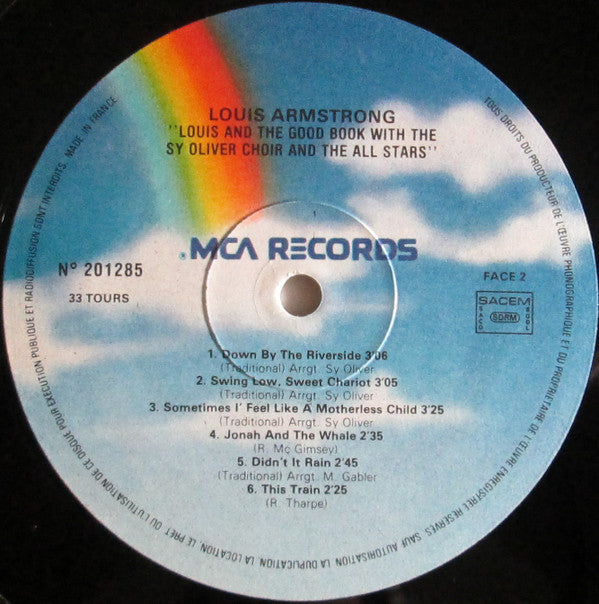 LOUIS ARMSTRONG
"LOUIS AND THE GOOD BOOK WITH THE
SY OLIVER CHOIR AND THE ALL STARS"
1
MCA RECORDS
N° 201285
33 TOURS
FACE 2
SACEM
SACD
SDRM
SGDL
1. Down By The Riverside 3'06
(Traditional) Arrgt. Sy Oliver
2. Swing Low, Sweet Chariot 3'05
(Traditional) Arrgt. Sy Oliver
3. Sometimes I' Feel Like A Motherless Child 3'25
(Traditional) Arrgt. Sy Oliver
4. Jonah And The Whale 2'35
(R. Mc Gimsey)
5. Didn't It Rain 2'45
(Traditional) Arrgt. M. Gabler
6. This Train 2'25
(R. Tharpe)
TOUS DROITS DU PRODUCTEUR DE L'ŒUVRE PHONOGRAPHIQUE ET DU PROPRIETAIRE DE L'ŒUVRE ENREGISTREE RESERVES. SAUF AUTORISATION, LA DUPLICATION, LA LOCATION, LE PRET OU L'UTILISATION DE CE DISQUE POUR EXECUTION PUBLIQUE ET RADIODIFFUSION SONT INTERDITS. MADE IN FRANCE